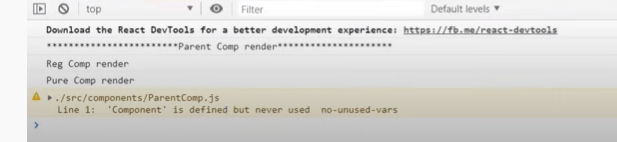 top Filter Default levels
Download the React DevTools for a better development experience: https://fb.me/react-devtools
************************Parent Comp render*********************
Reg Comp render
Pure Comp render
./src/components/ParentComp.js
Line 1: 'Component' is defined but never used no-unused-vars